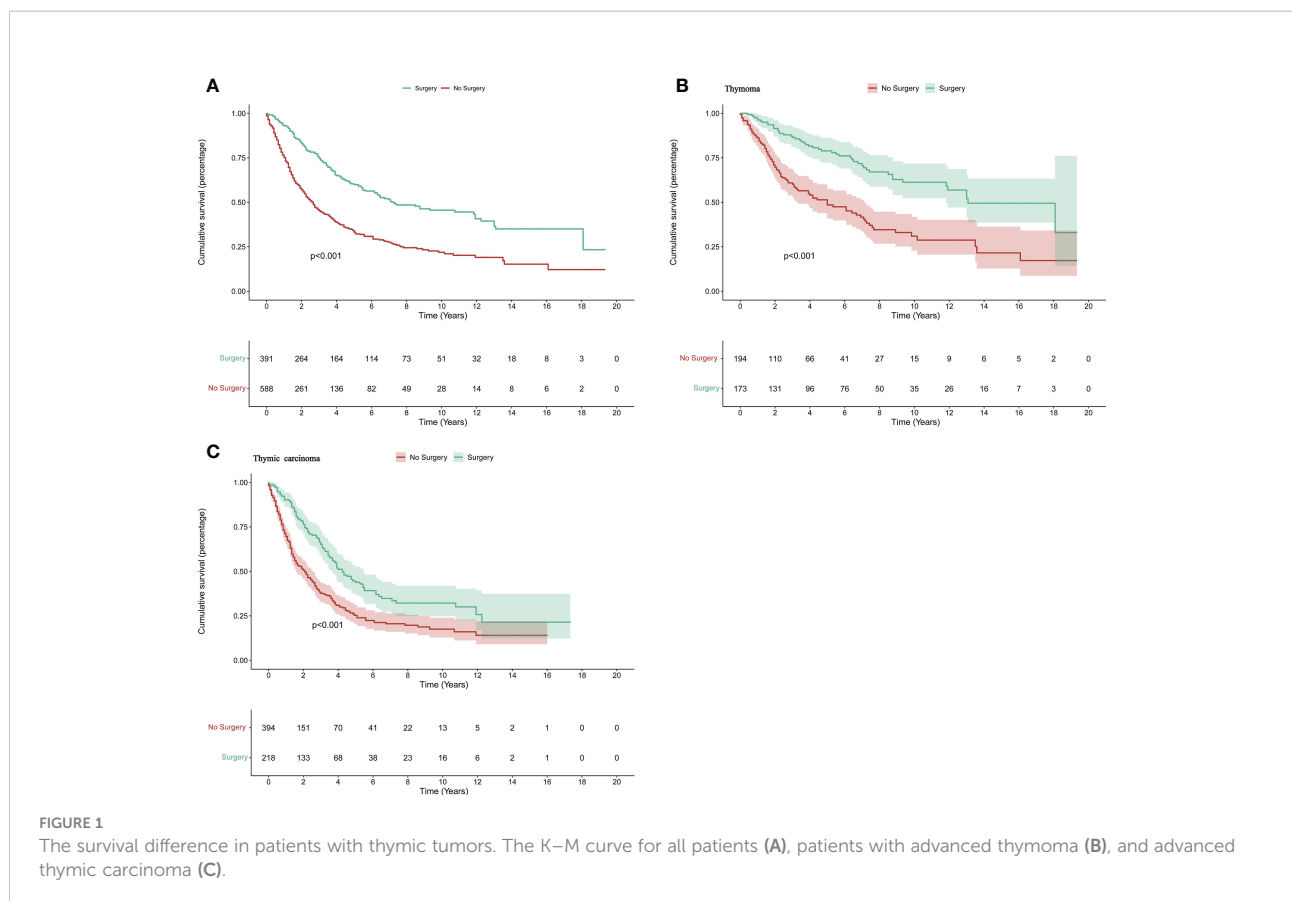 A
Surgery No Surgery
Cumulative survival (percentage)
1.00
0.75
0.50
0.25
0.00
p<0.001
0 2 4 6 8 10 12 14 16 18 20
Time (Years)
Surgery 391 264 164 114 73 51 32 18 8 3 0
No Surgery 588 261 136 82 49 28 14 8 6 2 0
0 2 4 6 8 10 12 14 16 18 20
Time (Years)
B
Thymoma
No Surgery Surgery
Cumulative survival (percentage)
1.00
0.75
0.50
0.25
0.00
p<0.001
0 2 4 6 8 10 12 14 16 18 20
Time (Years)
No Surgery 194 110 66 41 27 15 9 6 5 2 0
Surgery 173 131 96 76 50 35 26 16 7 3 0
0 2 4 6 8 10 12 14 16 18 20
Time (Years)
C
Thymic carcinoma
No Surgery Surgery
Cumulative survival (percentage)
1.00
0.75
0.50
0.25
0.00
p<0.001
0 2 4 6 8 10 12 14 16 18 20
Time (Years)
No Surgery 394 151 70 41 22 13 5 2 1 0 0
Surgery 218 133 68 38 23 16 6 2 1 0 0
0 2 4 6 8 10 12 14 16 18 20
Time (Years)
FIGURE 1
The survival difference in patients with thymic tumors. The K–M curve for all patients (A), patients with advanced thymoma (B), and advanced
thymic carcinoma (C).